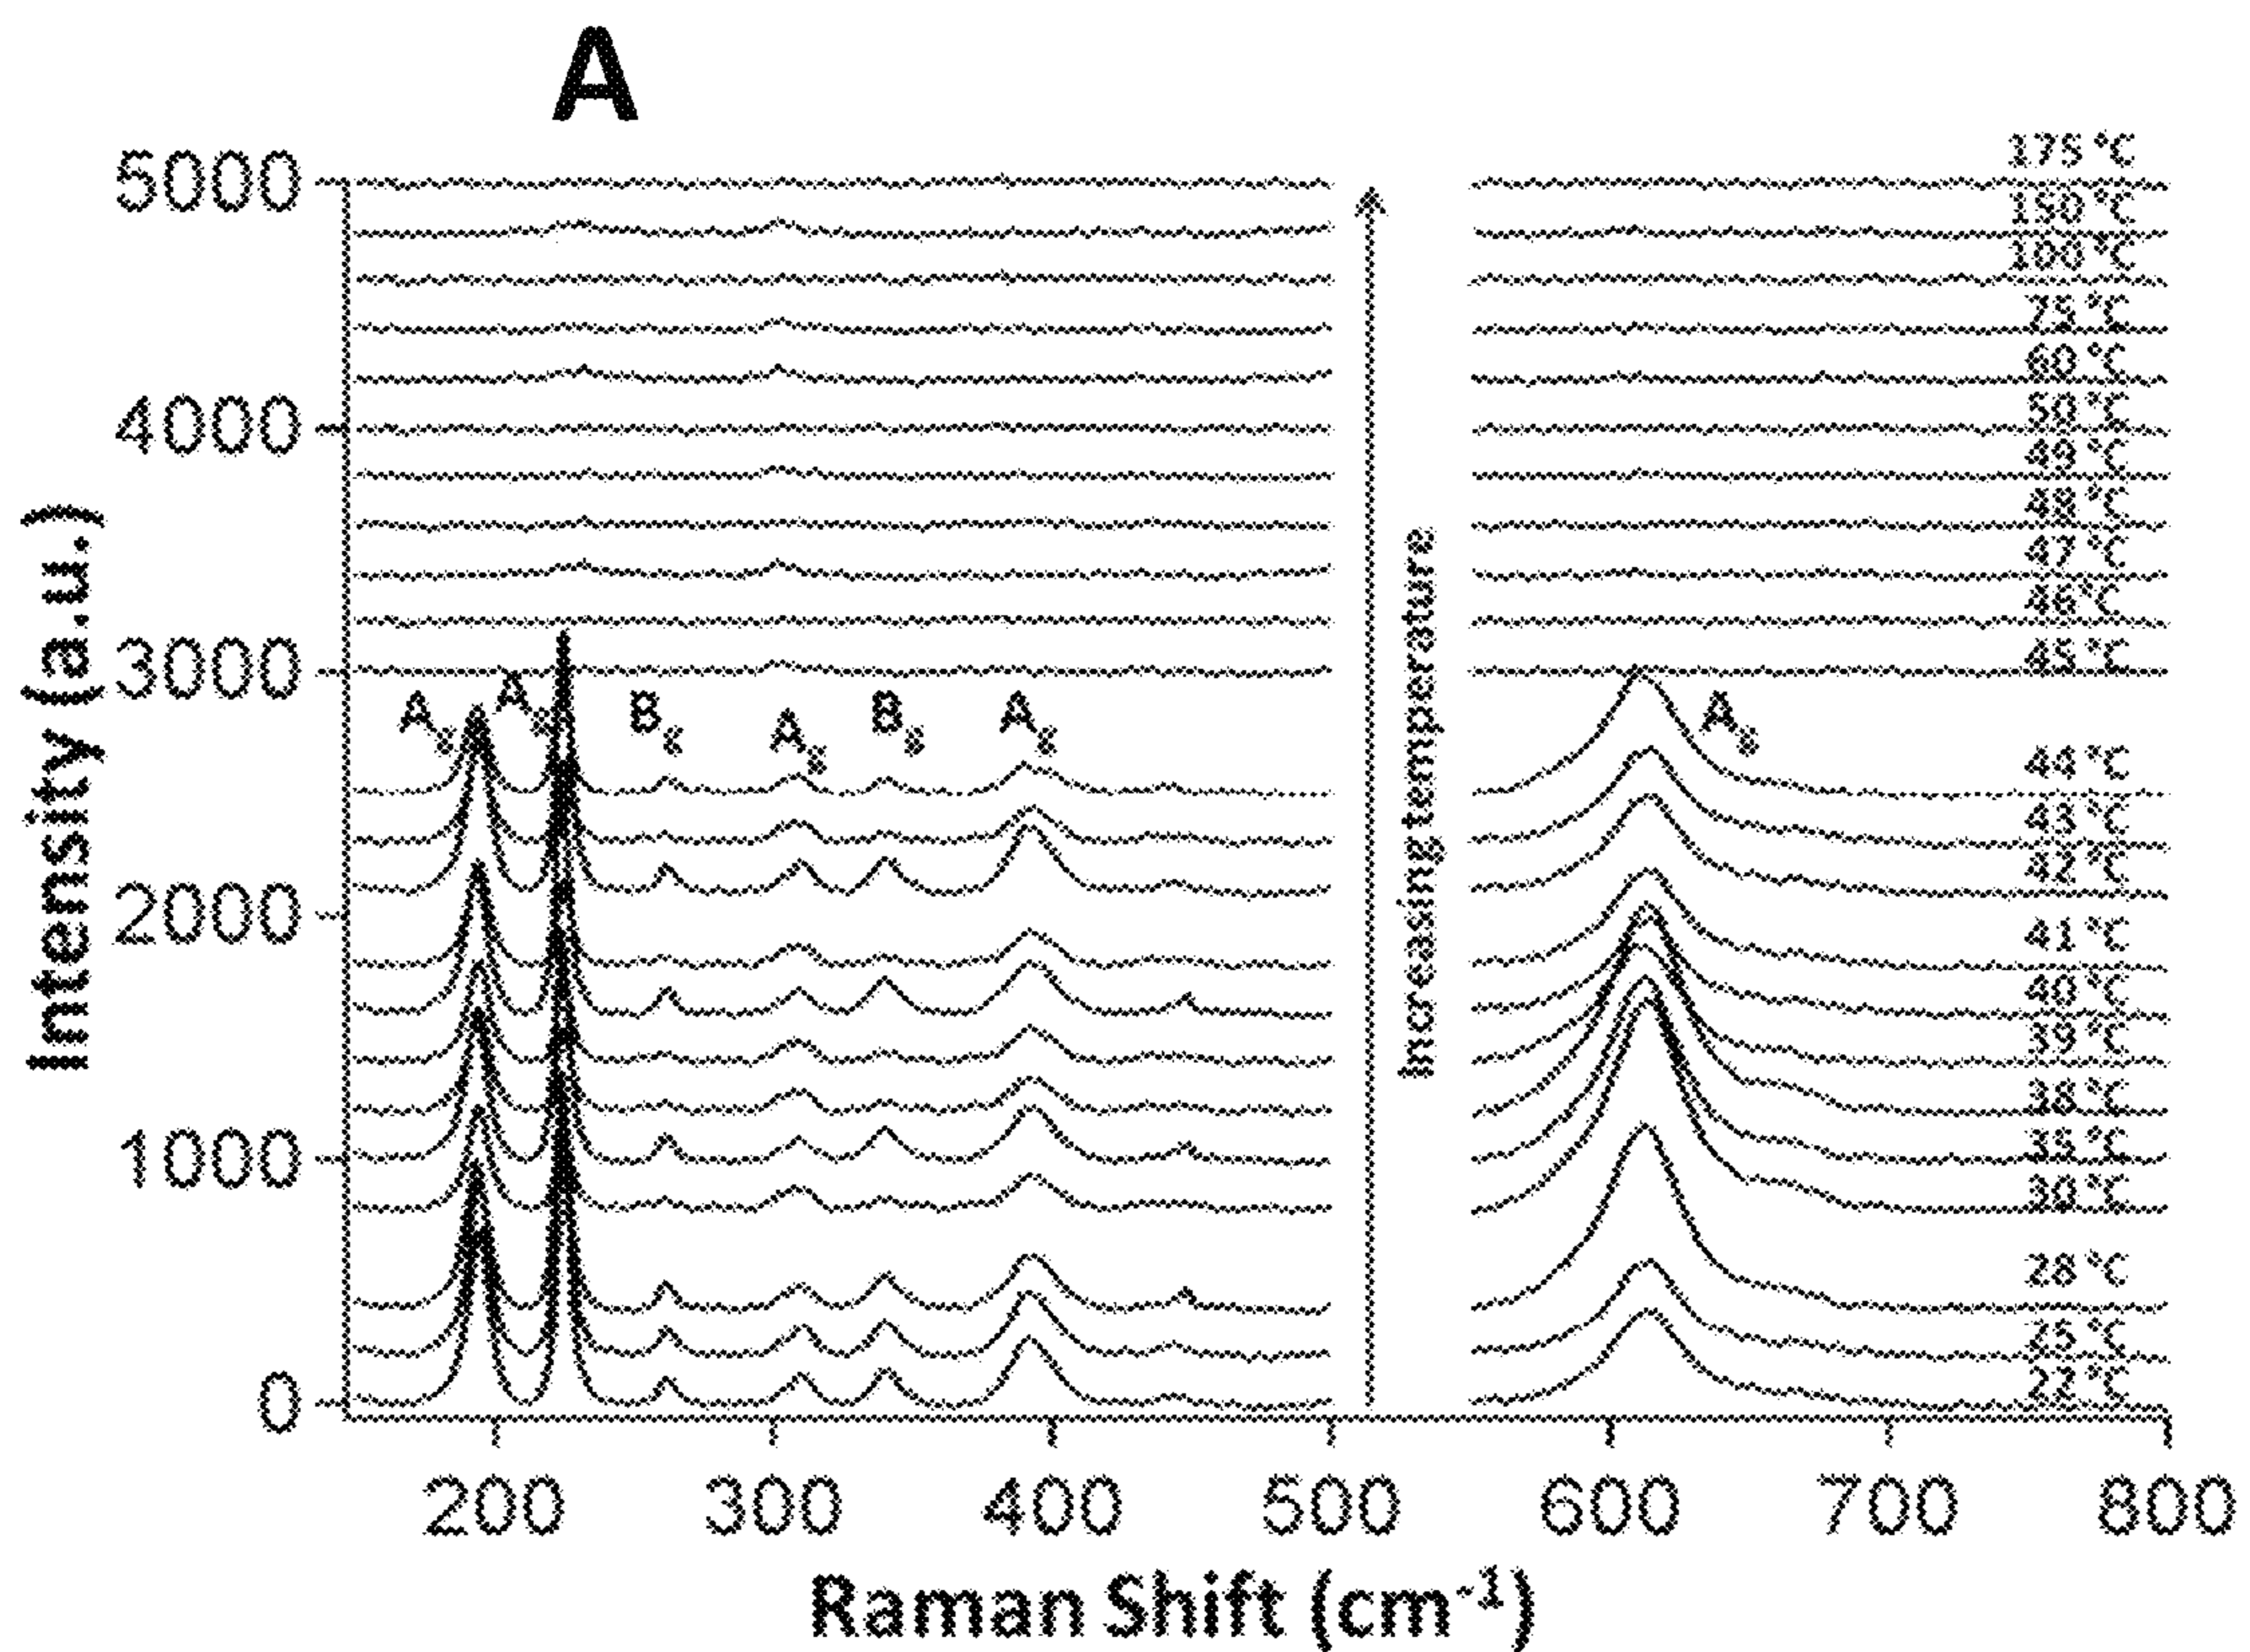 A
5000
4000
3000
2000
1000
0
Intensity (a.u.)
175 °C
150 °C
100 °C
75 °C
60 °C
50 °C
49 °C
48 °C
47 °C
46 °C
45 °C
44 °C
43 °C
42 °C
41 °C
40 °C
39 °C
38 °C
35 °C
30 °C
28 °C
25 °C
22 °C
Ag Ag Bg Ag Bg Ag Ag
Increasing temperature
200 300 400 500 600 700 800
Raman Shift (cm-1)